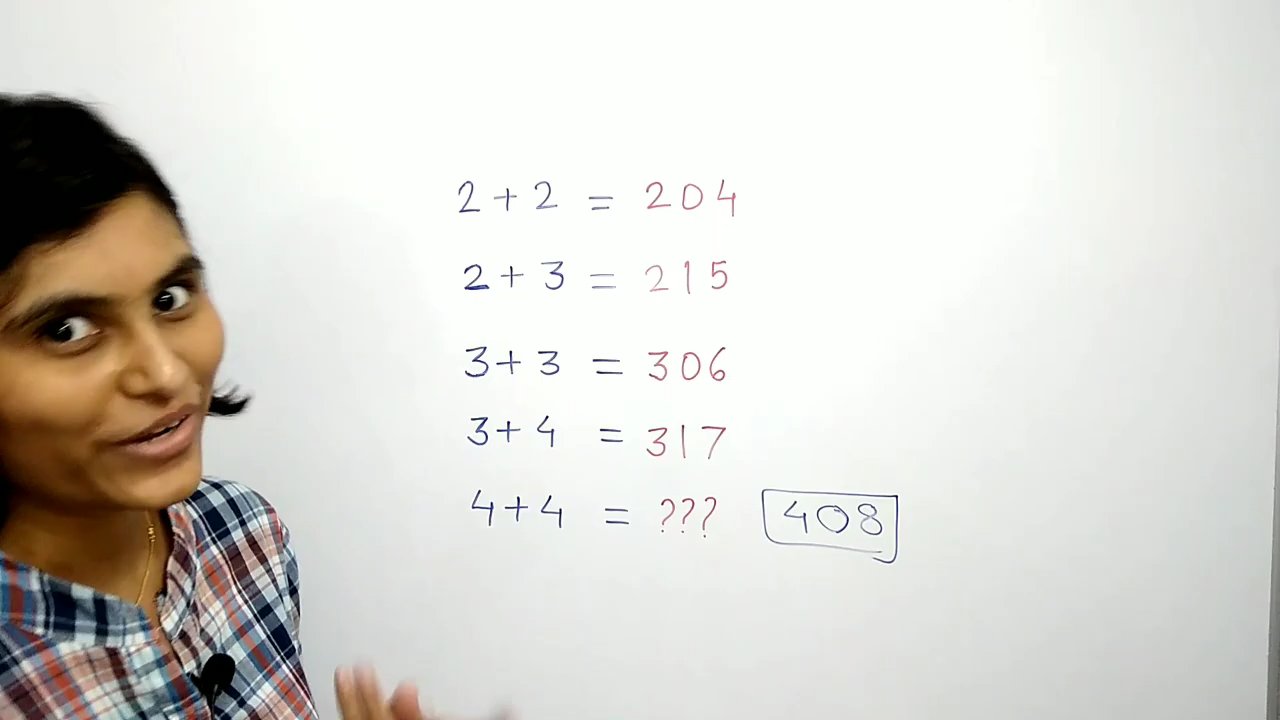 2 + 2 = 204
2 + 3 = 215
3 + 3 = 306
3 + 4 = 317
4 + 4 = ??? 408